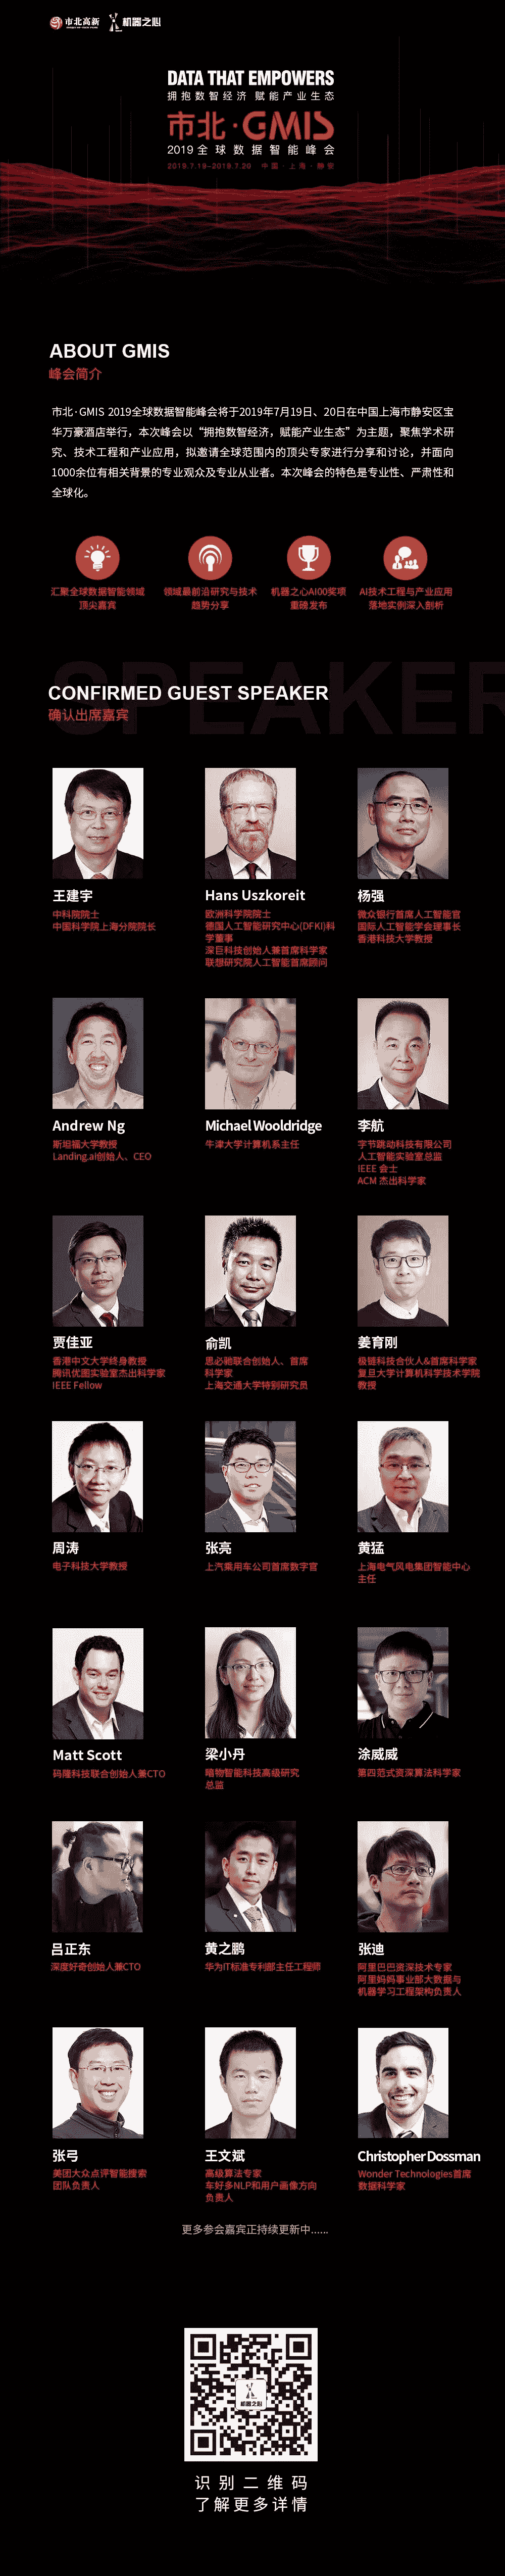 市北高新 机器之心
DATA THAT EMPOWERS
拥抱数智经济 赋能产业生态
市北·GMIS
2019全球数据智能峰会
2019.7.19-2019.7.20 中国·上海·静安
ABOUT GMIS
峰会简介
市北·GMIS 2019全球数据智能峰会将于2019年7月19日、20日在中国上海市静安区宝
华万豪酒店举行，本次峰会以“拥抱数智经济，赋能产业生态”为主题，聚焦学术研
究、技术工程和产业应用，拟邀请全球范围内的顶尖专家进行分享和讨论，并面向
1000余位有相关背景的专业观众及专业从业者。本次峰会的特色是专业性、严肃性和
全球化。
汇聚全球数据智能领域
顶尖嘉宾
领域最前沿研究与技术
趋势分享
机器之心AI00奖项
重磅发布
AI技术工程与产业应用
落地实例深入剖析
SPEAKER
CONFIRMED GUEST SPEAKER
确认出席嘉宾
王建宇
中科院院士
中国科学院上海分院院长
Hans Uszkoreit
欧洲科学院院士
德国人工智能研究中心(DFKI)科
学董事
深巨科技创始人兼首席科学家
联想研究院人工智能首席顾问
杨强
微众银行首席人工智能官
国际人工智能学会理事长
香港科技大学教授
Andrew Ng
斯坦福大学教授
Landing.ai创始人、CEO
Michael Wooldridge
牛津大学计算机系主任
李航
字节跳动科技有限公司
人工智能实验室总监
IEEE 会士
ACM 杰出科学家
贾佳亚
香港中文大学终身教授
腾讯优图实验室杰出科学家
IEEE Fellow
俞凯
思必驰联合创始人、首席
科学家
上海交通大学特别研究员
姜育刚
极链科技合伙人&首席科学家
复旦大学计算机科学技术学院
教授
周涛
电子科技大学教授
张亮
上汽乘用车公司首席数字官
黄猛
上海电气风电集团智能中心
主任
Matt Scott
码隆科技联合创始人兼CTO
梁小丹
暗物智能科技高级研究
总监
涂威威
第四范式资深算法科学家
吕正东
深度好奇创始人兼CTO
黄之鹏
华为IT标准专利部主任工程师
张迪
阿里巴巴资深技术专家
阿里妈妈事业部大数据与
机器学习工程架构负责人
张弓
美团大众点评智能搜索
团队负责人
王文斌
高级算法专家
车好多NLP和用户画像方向
负责人
Christopher Dossman
Wonder Technologies首席
数据科学家
更多参会嘉宾正持续更新中......
机器之心
识别二维码
了解更多详情